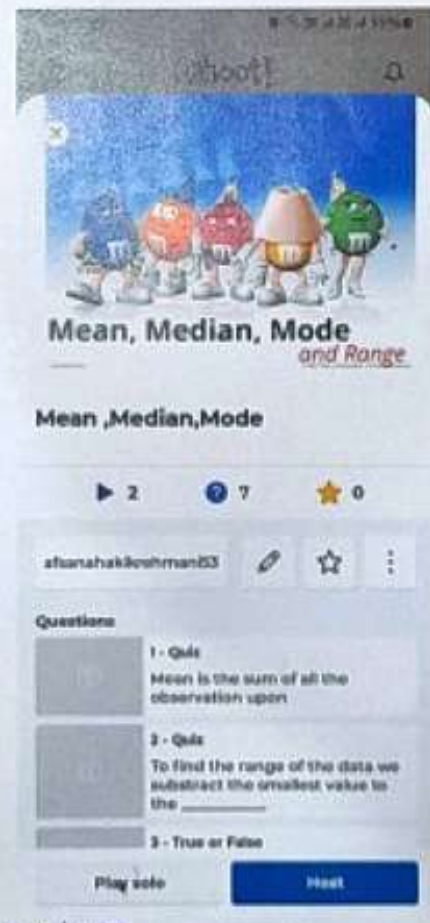 Mean, Median, Mode
and Range
Mean ,Median,Mode
2
7
0
Questions
1 - Quiz
Mean is the sum of all the
observation upon
2 - Quiz
To find the range of the data we
substract the smallest value to
the ________
3 - True or False
Play solo
Host